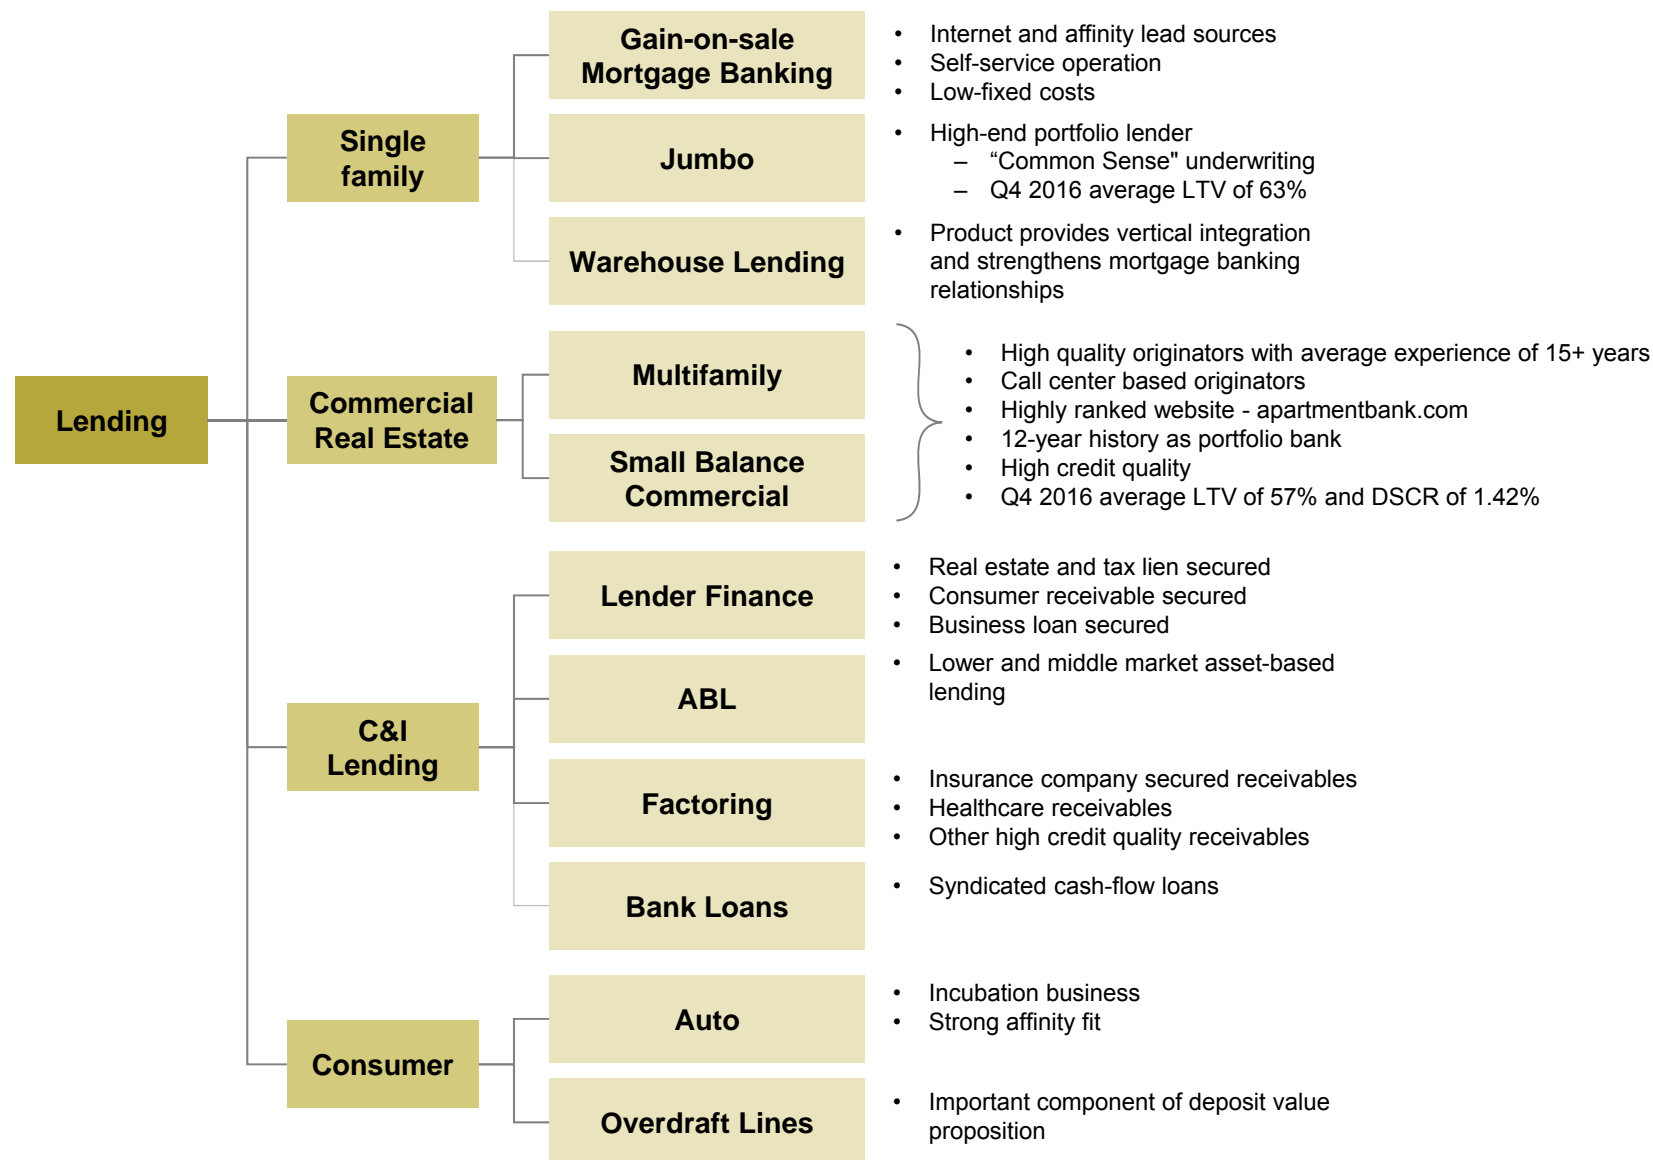 Lending
Single
family
Gain-on-sale
Mortgage Banking
• Internet and affinity lead sources
• Self-service operation
• Low-fixed costs
Jumbo
• High-end portfolio lender
– “Common Sense" underwriting
– Q4 2016 average LTV of 63%
Warehouse Lending
• Product provides vertical integration
and strengthens mortgage banking
relationships
Commercial
Real Estate
Multifamily
Small Balance
Commercial
• High quality originators with average experience of 15+ years
• Call center based originators
• Highly ranked website - apartmentbank.com
• 12-year history as portfolio bank
• High credit quality
• Q4 2016 average LTV of 57% and DSCR of 1.42%
C&I
Lending
Lender Finance
• Real estate and tax lien secured
• Consumer receivable secured
• Business loan secured
ABL
• Lower and middle market asset-based
lending
Factoring
• Insurance company secured receivables
• Healthcare receivables
• Other high credit quality receivables
Bank Loans
• Syndicated cash-flow loans
Consumer
Auto
• Incubation business
• Strong affinity fit
Overdraft Lines
• Important component of deposit value
proposition